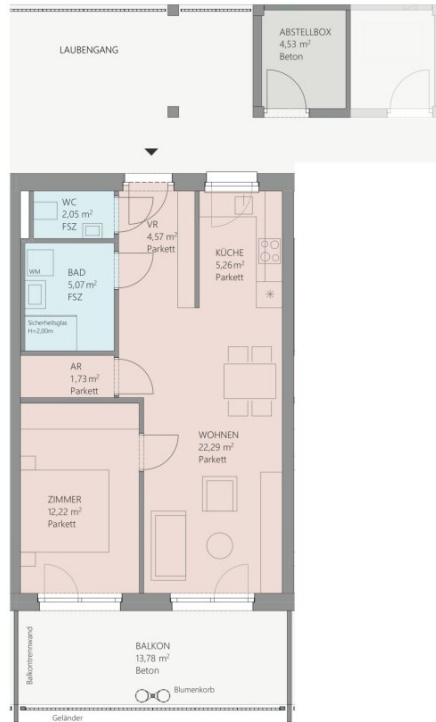 LAUBENGANG
ABSTELLBOX
4,53 m²
Beton
WC
2,05 m²
FSZ
VR
4,57 m²
Parkett
KÜCHE
5,26 m²
Parkett
WM
BAD
5,07 m²
FSZ
Sicherheitsglas
H=2,00m
AR
1,73 m²
Parkett
WOHNEN
22,29 m²
Parkett
ZIMMER
12,22 m²
Parkett
Balkontrennwand
BALKON
13,78 m²
Beton
Blumenkorb
Geländer